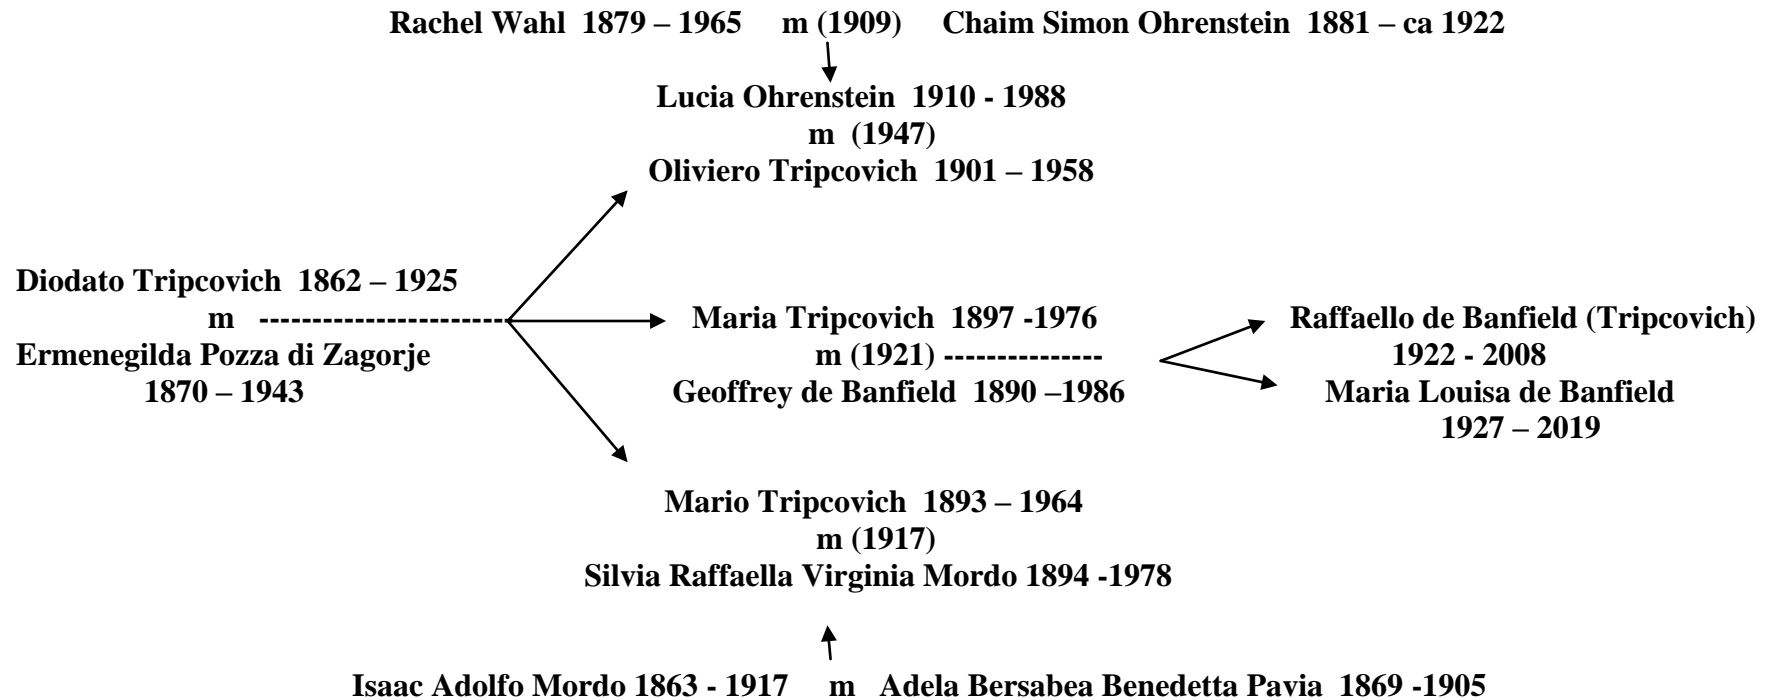 Rachel Wahl 1879 – 1965 m (1909) Chaim Simon Ohrenstein 1881 – ca 1922
Lucia Ohrenstein 1910 - 1988
m (1947)
Oliviero Tripcovich 1901 – 1958
Diodato Tripcovich 1862 – 1925
m
Ermenegilda Pozza di Zagorje
1870 – 1943
Maria Tripcovich 1897 -1976
m (1921)
Geoffrey de Banfield 1890 –1986
Raffaello de Banfield (Tripcovich)
1922 - 2008
Maria Louisa de Banfield
1927 – 2019
Mario Tripcovich 1893 – 1964
m (1917)
Silvia Raffaella Virginia Mordo 1894 -1978
Isaac Adolfo Mordo 1863 - 1917 m Adela Bersabea Benedetta Pavia 1869 -1905